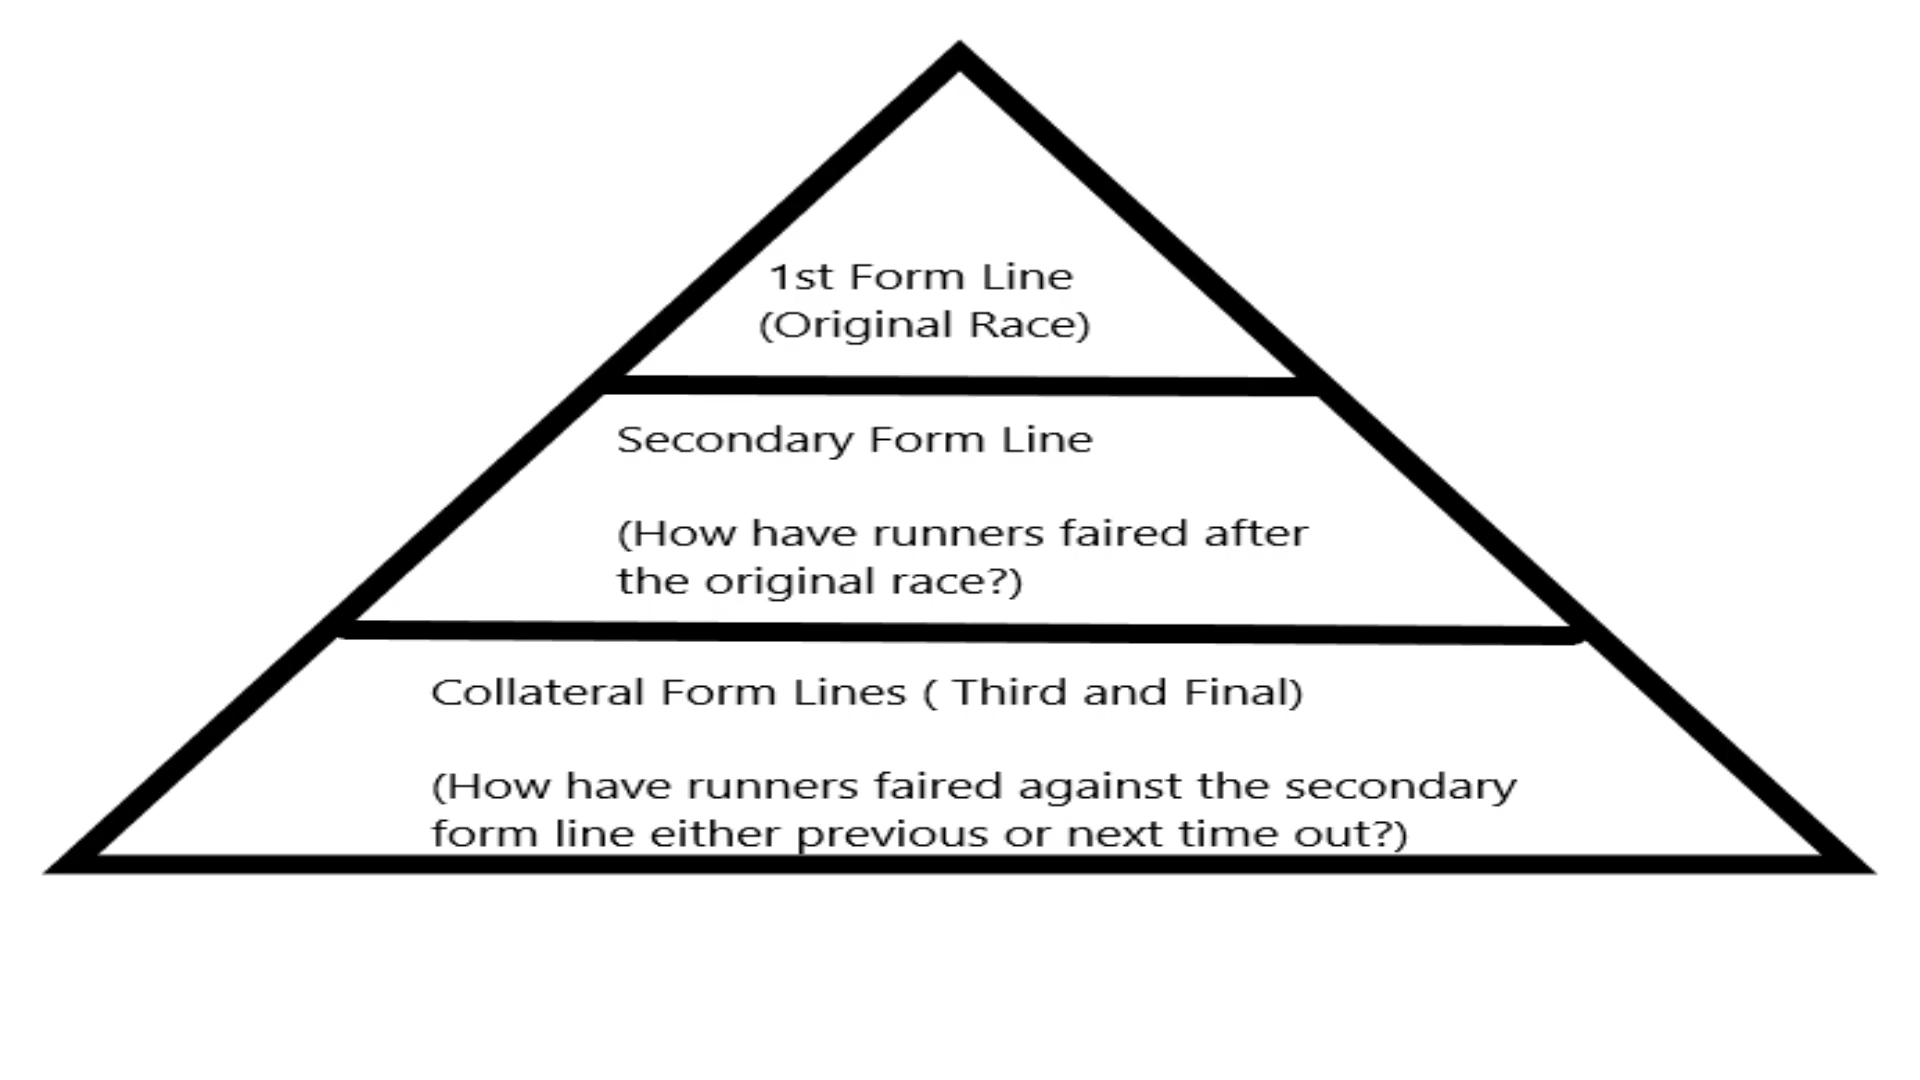 1st Form Line
(Original Race)
Secondary Form Line
(How have runners faired after
the original race?)
Collateral Form Lines ( Third and Final)
(How have runners faired against the secondary
form line either previous or next time out?)